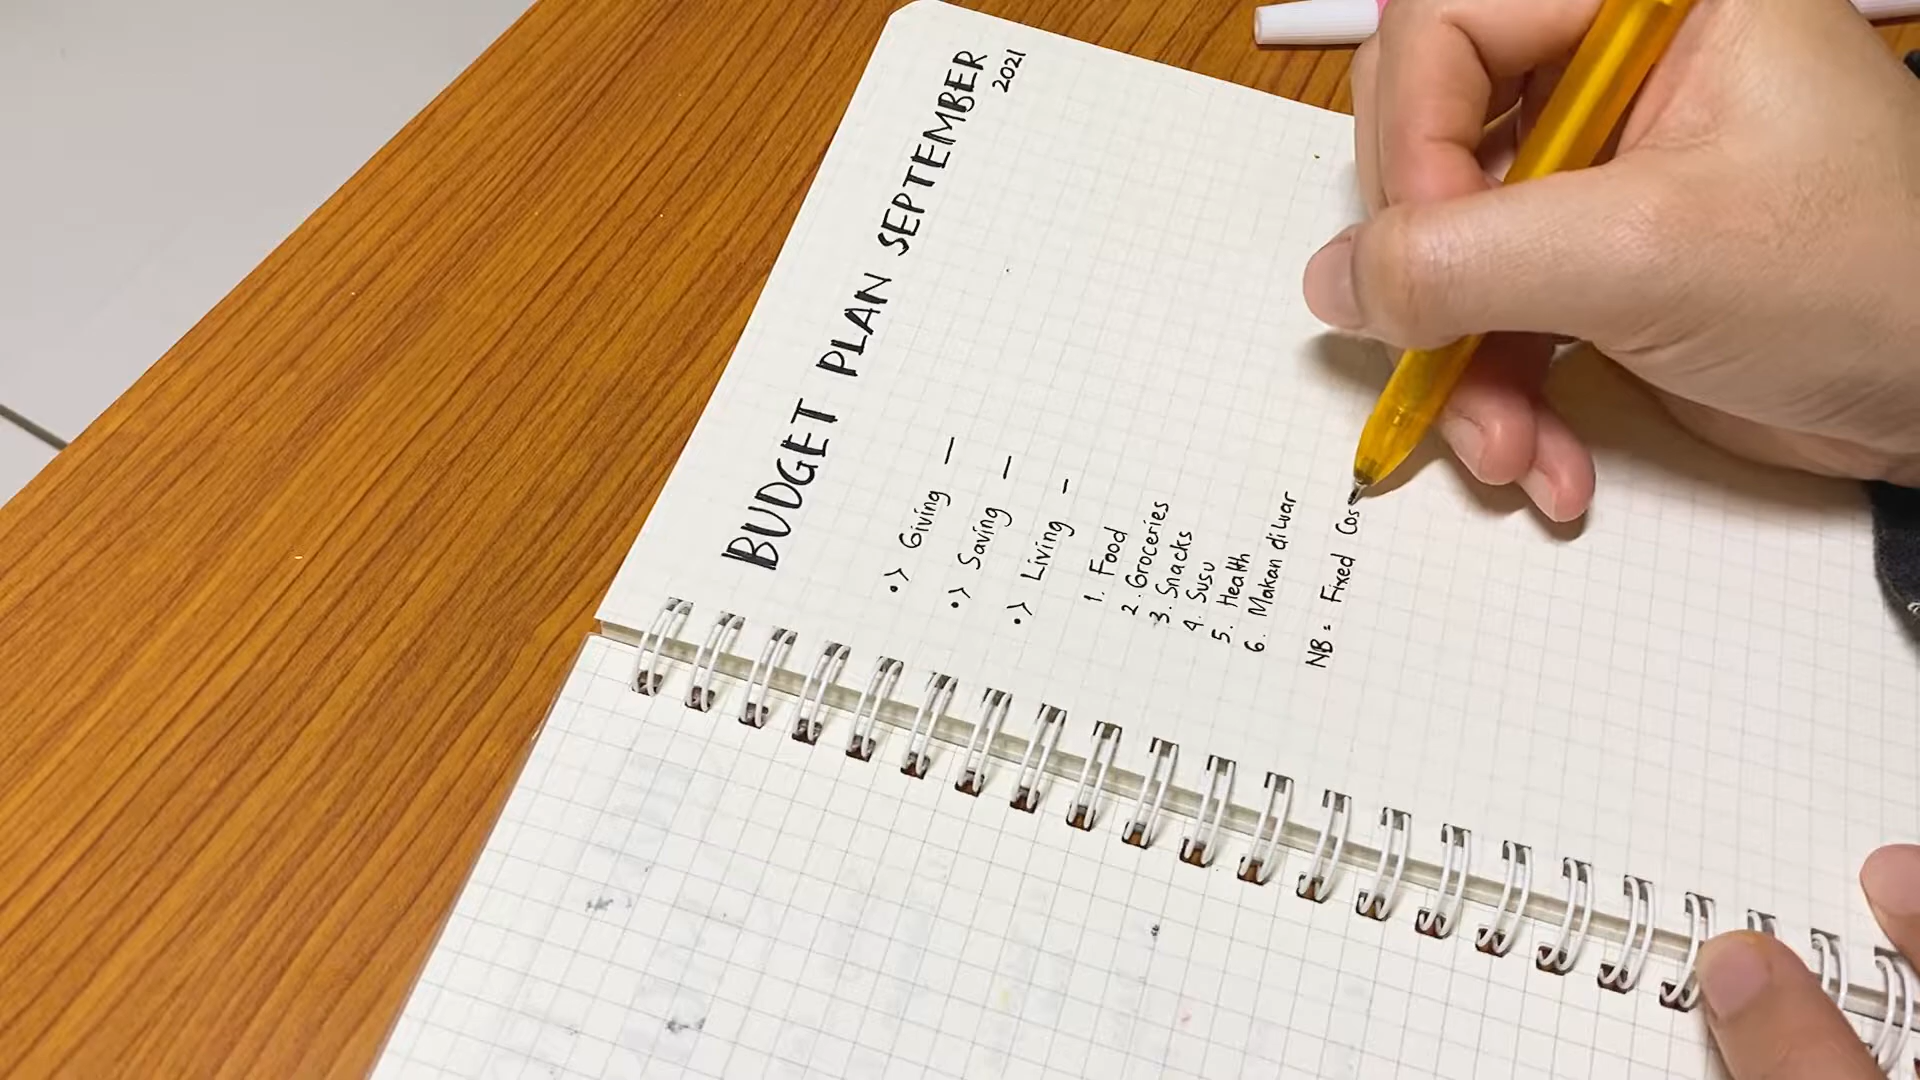 BUDGET PLAN SEPTEMBER
2021
•> Giving —
•> Saving —
•> Living -
1. Food
2. Groceries
3. Snacks
4. Susu
5. Health
6. Makan di luar
NB = Fixed Cos